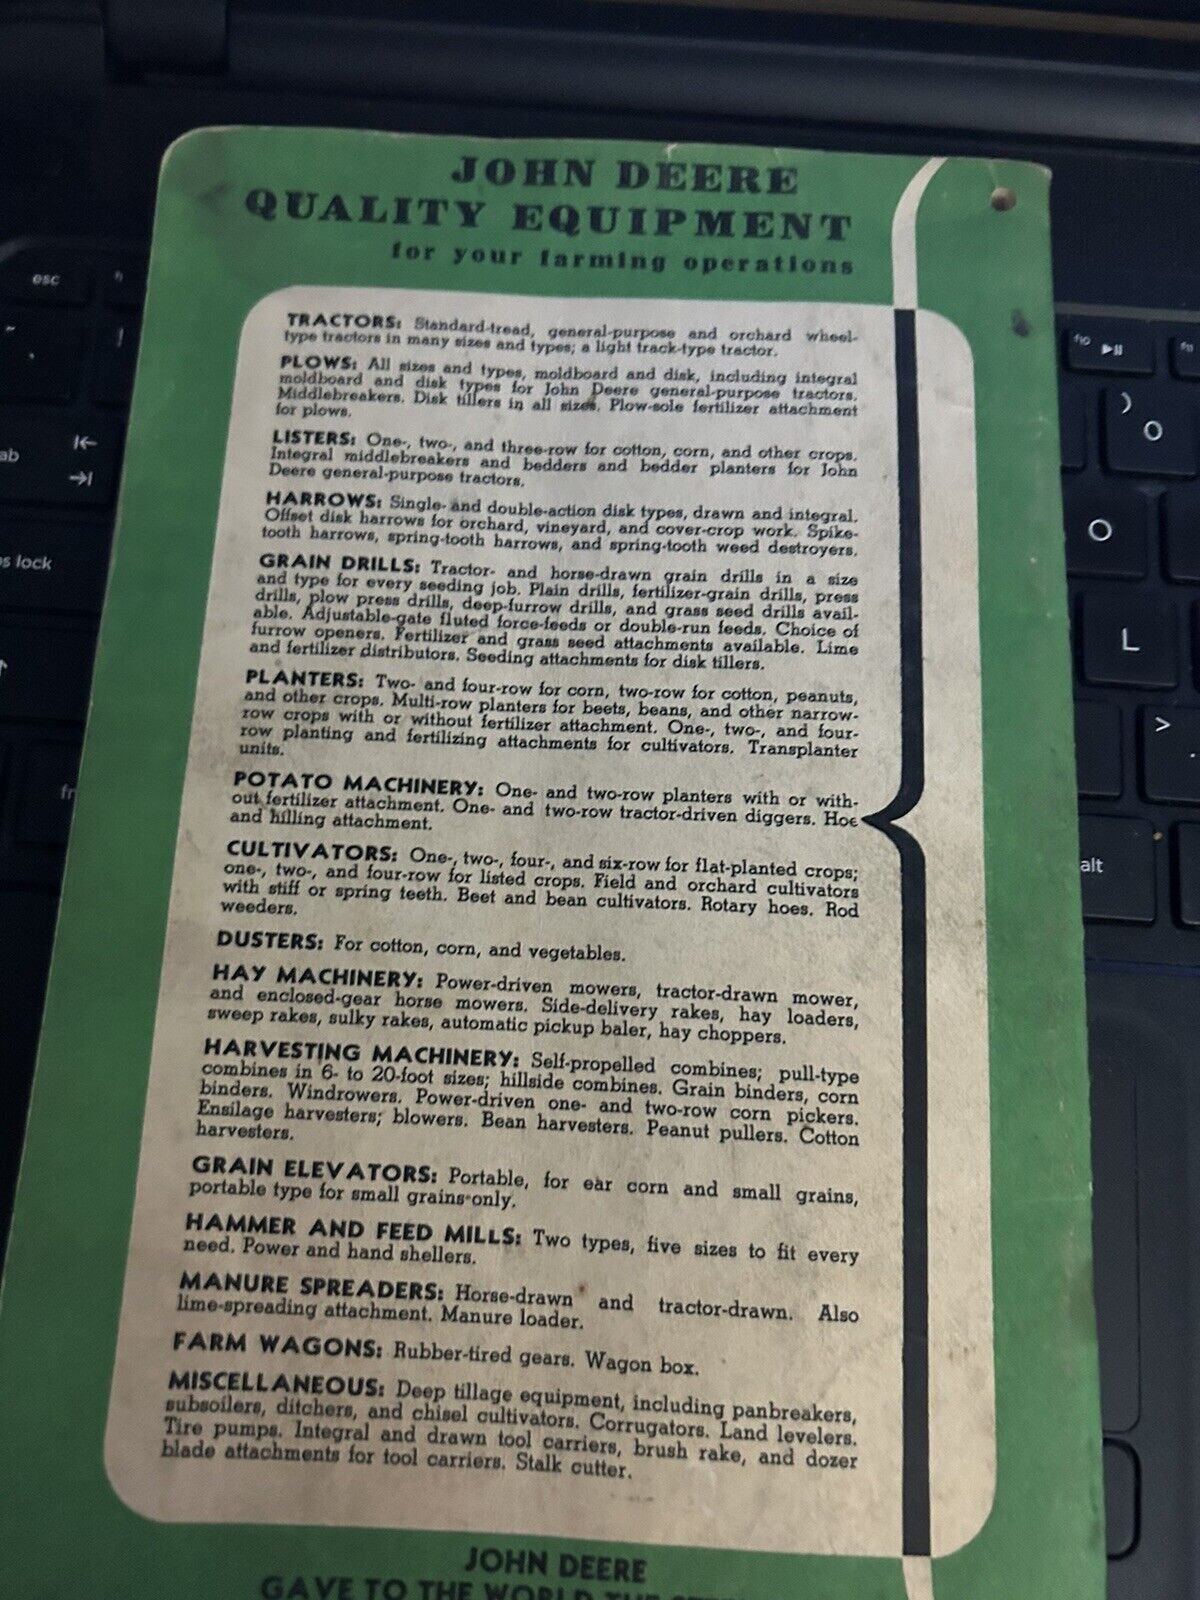 JOHN DEERE
QUALITY EQUIPMENT
for your farming operations
TRACTORS: Standard-tread, general-purpose and orchard wheel-
type tractors in many sizes and types; a light track-type tractor.
PLOWS: All sizes and types, moldboard and disk, including integral
moldboard and disk types for John Deere general-purpose tractors.
Middlebreakers. Disk tillers in all sizes. Plow-sole fertilizer attachment
for plows.
LISTERS: One-, two-, and three-row for cotton, corn, and other crops.
Integral middlebreakers and bedders and bedder planters for John
Deere general-purpose tractors.
HARROWS: Single- and double-action disk types, drawn and integral.
Offset disk harrows for orchard, vineyard, and cover-crop work. Spike-
tooth harrows, spring-tooth harrows, and spring-tooth weed destroyers.
GRAIN DRILLS: Tractor- and horse-drawn grain drills in a size
and type for every seeding job. Plain drills, fertilizer-grain drills, press
drills, plow press drills, deep-furrow drills, and grass seed drills avail-
able. Adjustable-gate fluted force-feeds or double-run feeds. Choice of
furrow openers. Fertilizer and grass seed attachments available. Lime
and fertilizer distributors. Seeding attachments for disk tillers.
PLANTERS: Two- and four-row for corn, two-row for cotton, peanuts,
and other crops. Multi-row planters for beets, beans, and other narrow-
row crops with or without fertilizer attachment. One-, two-, and four-
row planting and fertilizing attachments for cultivators. Transplanter
units.
POTATO MACHINERY: One- and two-row planters with or with-
out fertilizer attachment. One- and two-row tractor-driven diggers. Hoe
and hilling attachment.
CULTIVATORS: One-, two-, four-, and six-row for flat-planted crops;
one-, two-, and four-row for listed crops. Field and orchard cultivators
with stiff or spring teeth. Beet and bean cultivators. Rotary hoes. Rod
weeders.
DUSTERS: For cotton, corn, and vegetables.
HAY MACHINERY: Power-driven mowers, tractor-drawn mower,
and enclosed-gear horse mowers. Side-delivery rakes, hay loaders,
sweep rakes, sulky rakes, automatic pickup baler, hay choppers.
HARVESTING MACHINERY: Self-propelled combines; pull-type
combines in 6- to 20-foot sizes; hillside combines. Grain binders, corn
binders. Windrowers. Power-driven one- and two-row corn pickers.
Ensilage harvesters; blowers. Bean harvesters. Peanut pullers. Cotton
harvesters.
GRAIN ELEVATORS: Portable, for ear corn and small grains,
portable type for small grains only.
HAMMER AND FEED MILLS: Two types, five sizes to fit every
need. Power and hand shellers.
MANURE SPREADERS: Horse-drawn and tractor-drawn. Also
lime-spreading attachment. Manure loader.
FARM WAGONS: Rubber-tired gears. Wagon box.
MISCELLANEOUS: Deep tillage equipment, including panbreakers,
subsoilers, ditchers, and chisel cultivators. Corrugators. Land levelers.
Tire pumps. Integral and drawn tool carriers, brush rake, and dozer
blade attachments for tool carriers. Stalk cutter.
JOHN DEERE
GAVE TO THE WORLD THE
esc
lock
alt
O
L